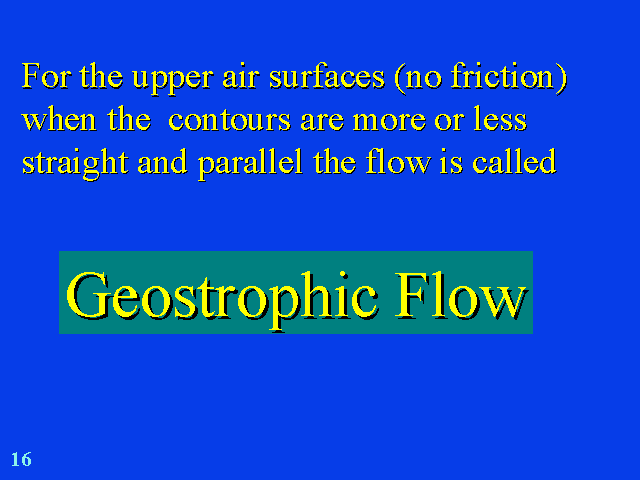 For the upper air surfaces (no friction)
when the  contours are more or less
straight and parallel the flow is called
Geostrophic Flow
16